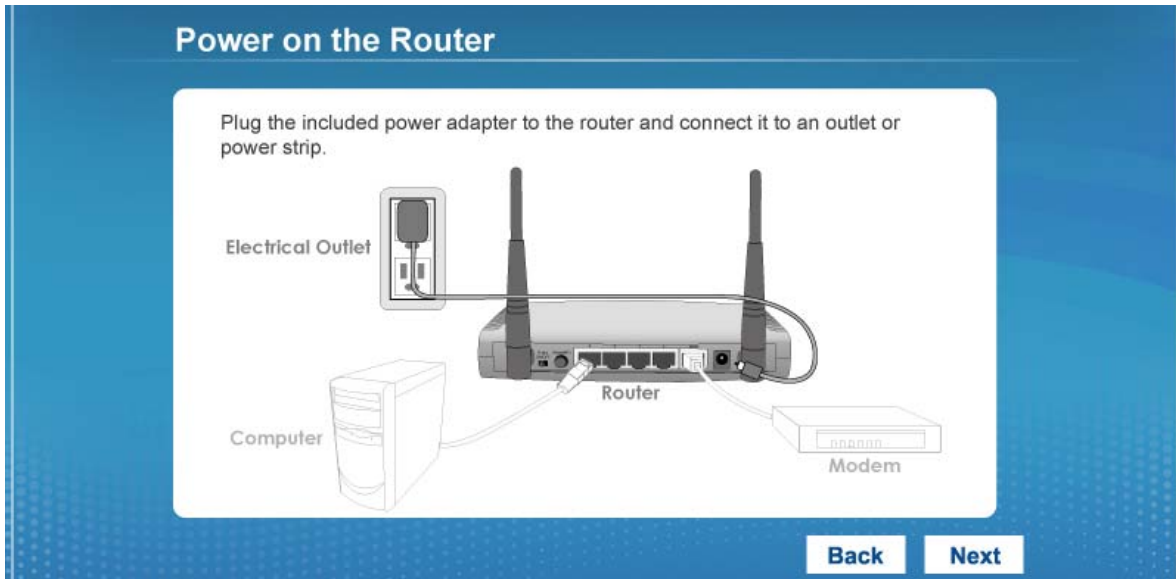 Power on the Router
Plug the included power adapter to the router and connect it to an outlet or
power strip.
Electrical Outlet
Router
Computer
Modem
Back
Next